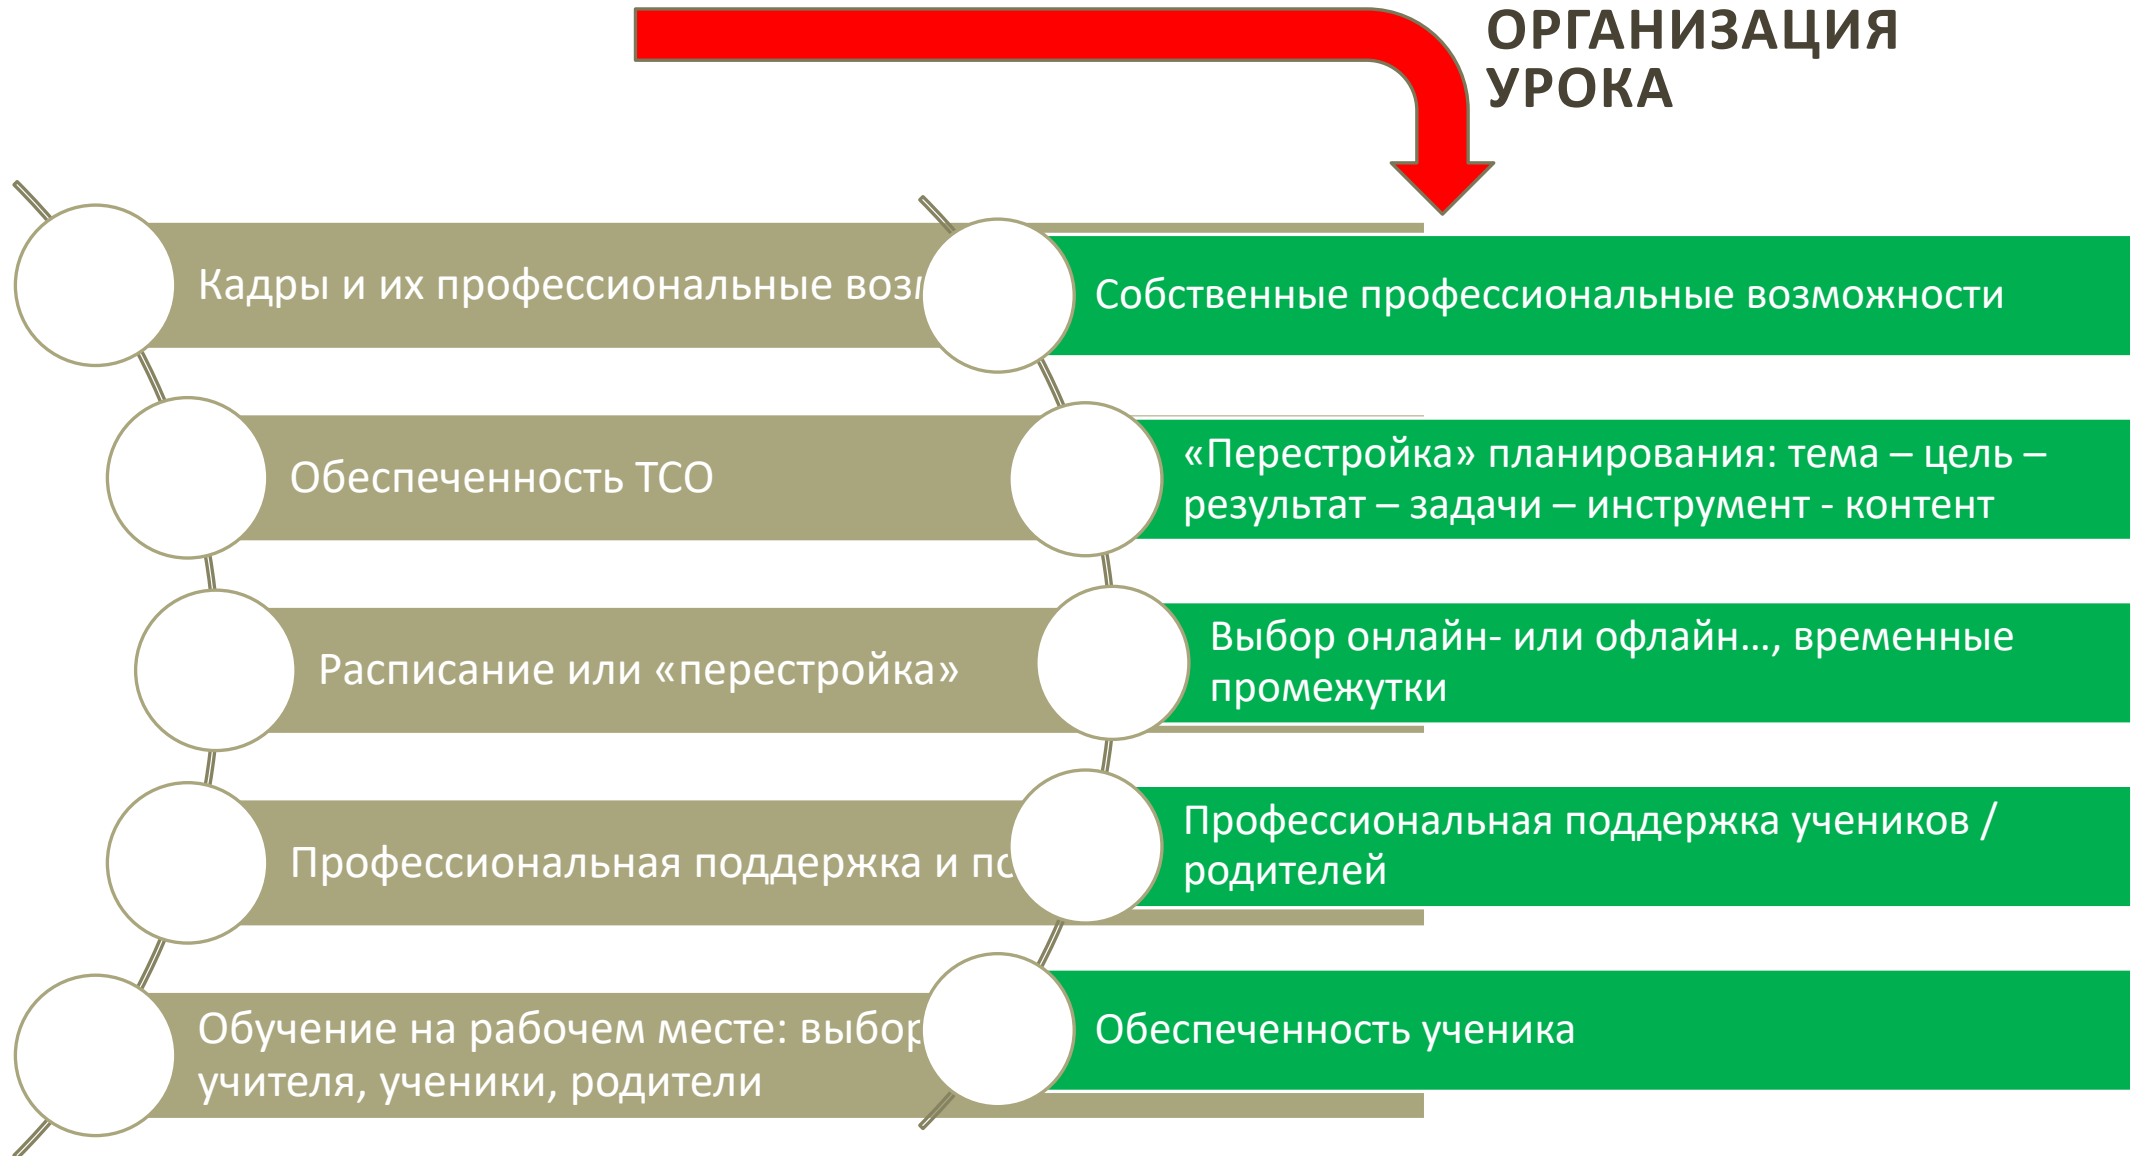 ОРГАНИЗАЦИЯ
УРОКА
Кадры и их профессиональные
Обеспеченность ТСО
Расписание или «перестройка»
Профессиональная поддержка и
Обучение на рабочем месте: выбор
учителя, ученики, родители
Собственные профессиональные возможности
«Перестройка» планирования: тема – цель –
результат – задачи – инструмент - контент
Выбор онлайн- или офлайн…, временные
промежутки
Профессиональная поддержка учеников /
родителей
Обеспеченность ученика